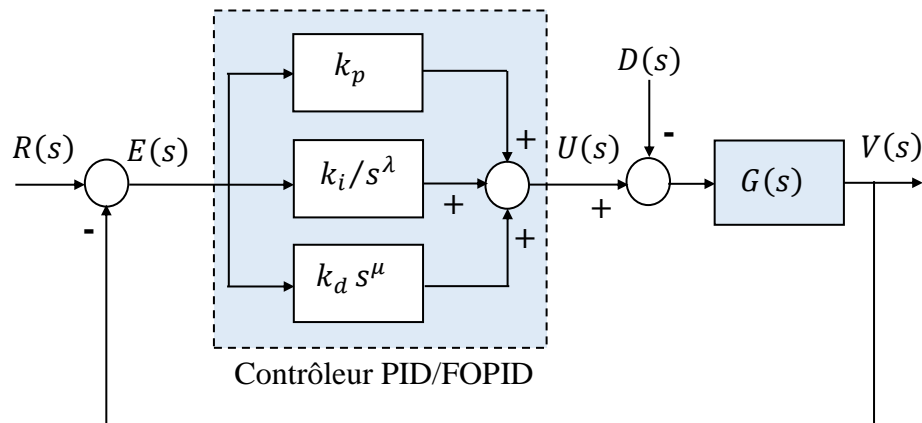 k_p
D(s)
R(s)
E(s)
k_i/s^λ
U(s)
G(s)
V(s)
+
-
+
+
-
+
k_d s^μ
Contrôleur PID/FOPID